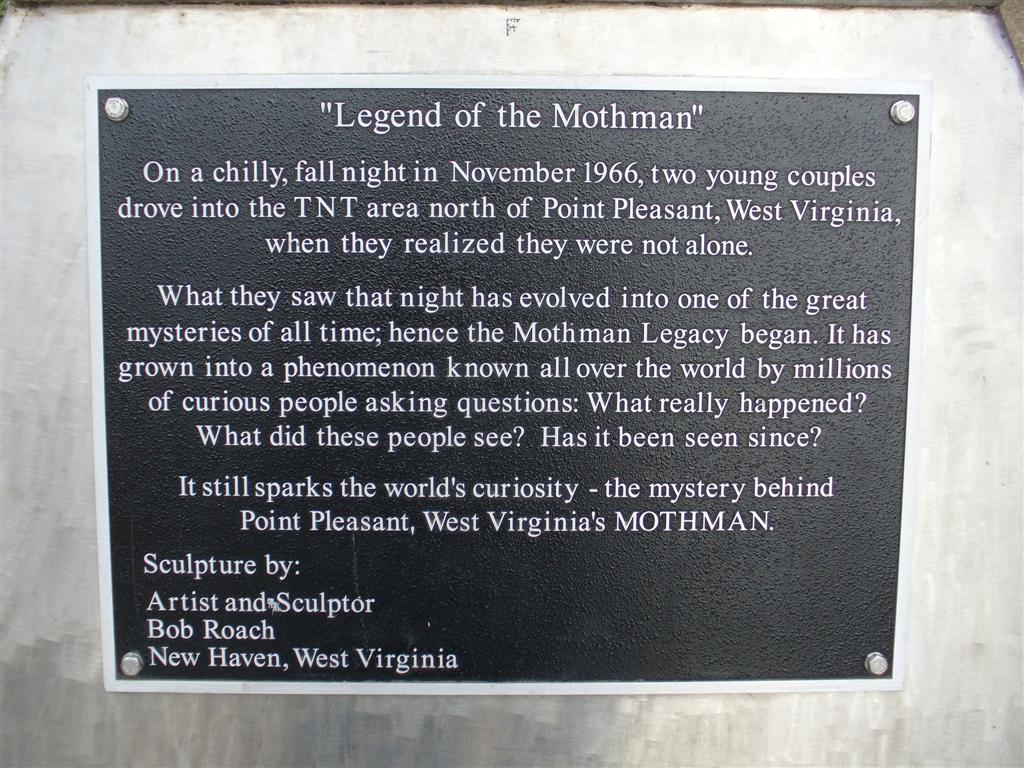 "Legend of the Mothman"
On a chilly, fall night in November 1966, two young couples
drove into the TNT area north of Point Pleasant, West Virginia,
when they realized they were not alone.
What they saw that night has evolved into one of the great
mysteries of all time; hence the Mothman Legacy began. It has
grown into a phenomenon known all over the world by millions
of curious people asking questions: What really happened?
What did these people see? Has it been seen since?
It still sparks the world's curiosity - the mystery behind
Point Pleasant, West Virginia's MOTHMAN.
Sculpture by:
Artist and Sculptor
Bob Roach
New Haven, West Virginia